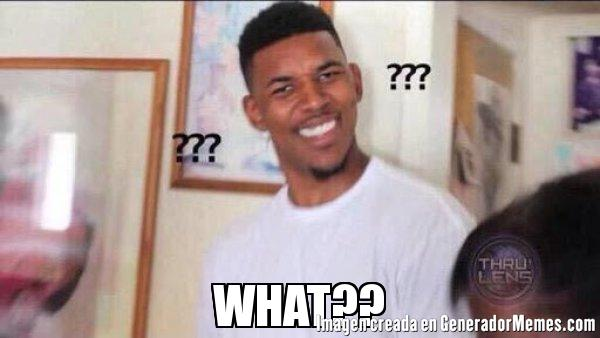 ???
???
THRU
LENS
WHAT??
Imagen creada en GeneradorMemes.com